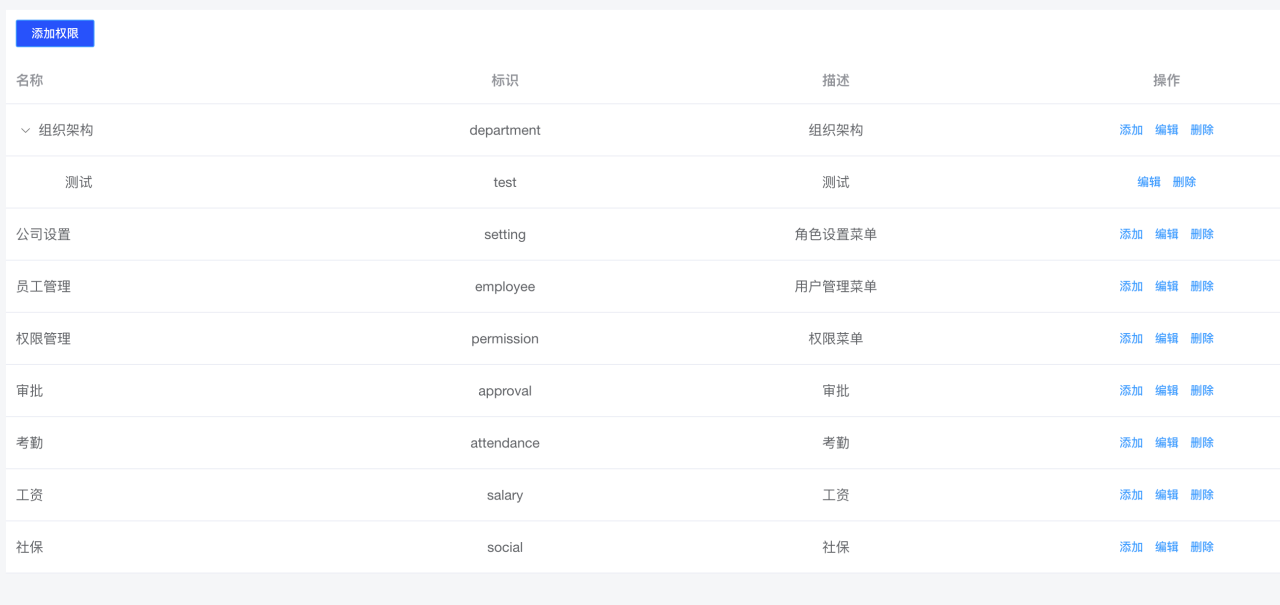 添加权限
名称 标识 描述 操作
组织架构 department 组织架构 添加 编辑 删除
测试 test 测试 编辑 删除
公司设置 setting 角色设置菜单 添加 编辑 删除
员工管理 employee 用户管理菜单 添加 编辑 删除
权限管理 permission 权限菜单 添加 编辑 删除
审批 approval 审批 添加 编辑 删除
考勤 attendance 考勤 添加 编辑 删除
工资 salary 工资 添加 编辑 删除
社保 social 社保 添加 编辑 删除